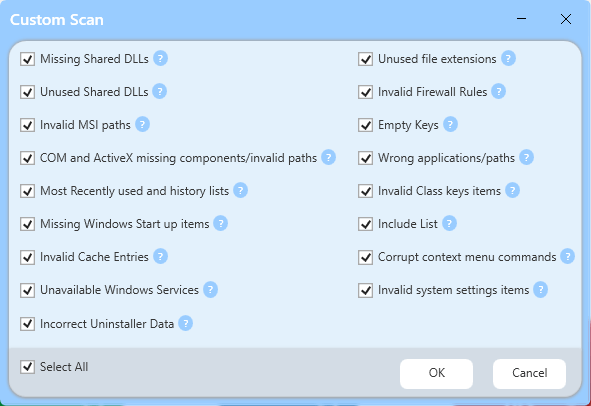 Custom Scan
Missing Shared DLLs ?
Unused Shared DLLs ?
Invalid MSI paths ?
COM and ActiveX missing components/invalid paths ?
Most Recently used and history lists ?
Missing Windows Start up items ?
Invalid Cache Entries ?
Unavailable Windows Services ?
Incorrect Uninstaller Data ?
Unused file extensions ?
Invalid Firewall Rules ?
Empty Keys ?
Wrong applications/paths ?
Invalid Class keys items ?
Include List ?
Corrupt context menu commands ?
Invalid system settings items ?
Select All
OK
Cancel